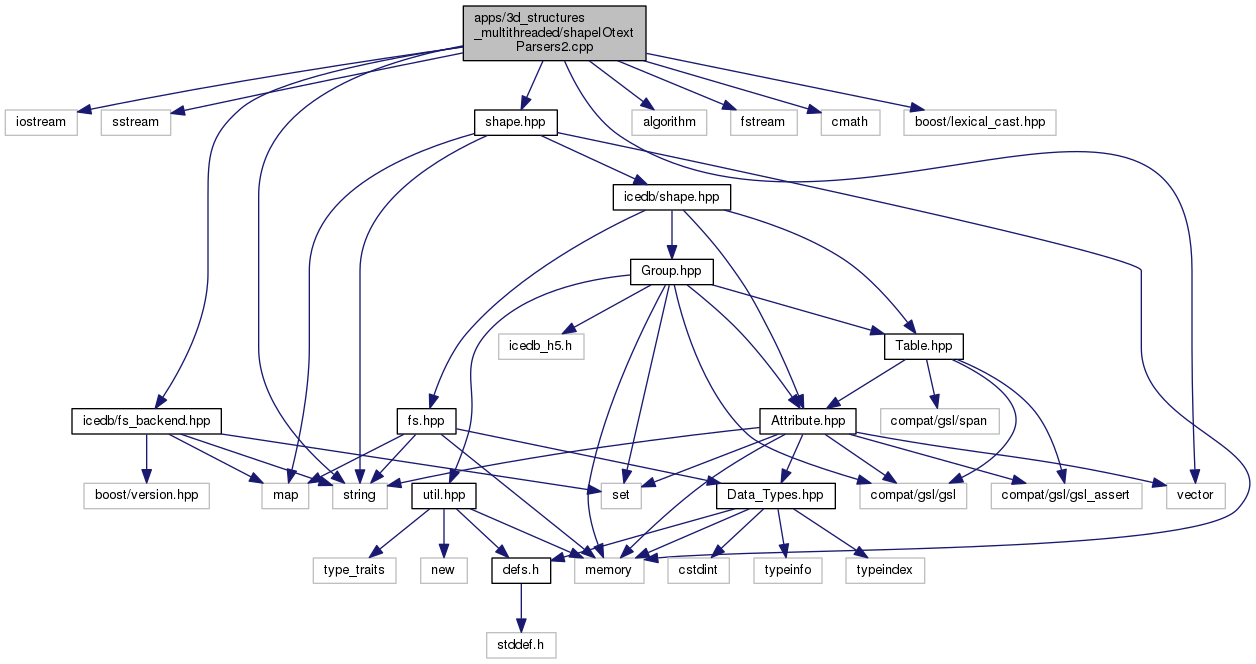 apps/3d_structures
_multithreaded/shapeIOtext
Parsers2.cpp
iostream
sstream
shape.hpp
algorithm
fstream
cmath
boost/lexical_cast.hpp
icedb/shape.hpp
Group.hpp
icedb_h5.h
Table.hpp
icedb/fs_backend.hpp
fs.hpp
Attribute.hpp
compat/gsl/span
boost/version.hpp
map
string
util.hpp
set
Data_Types.hpp
compat/gsl/gsl
compat/gsl/gsl_assert
vector
type_traits
new
defs.h
memory
cstdint
typeinfo
typeindex
stddef.h